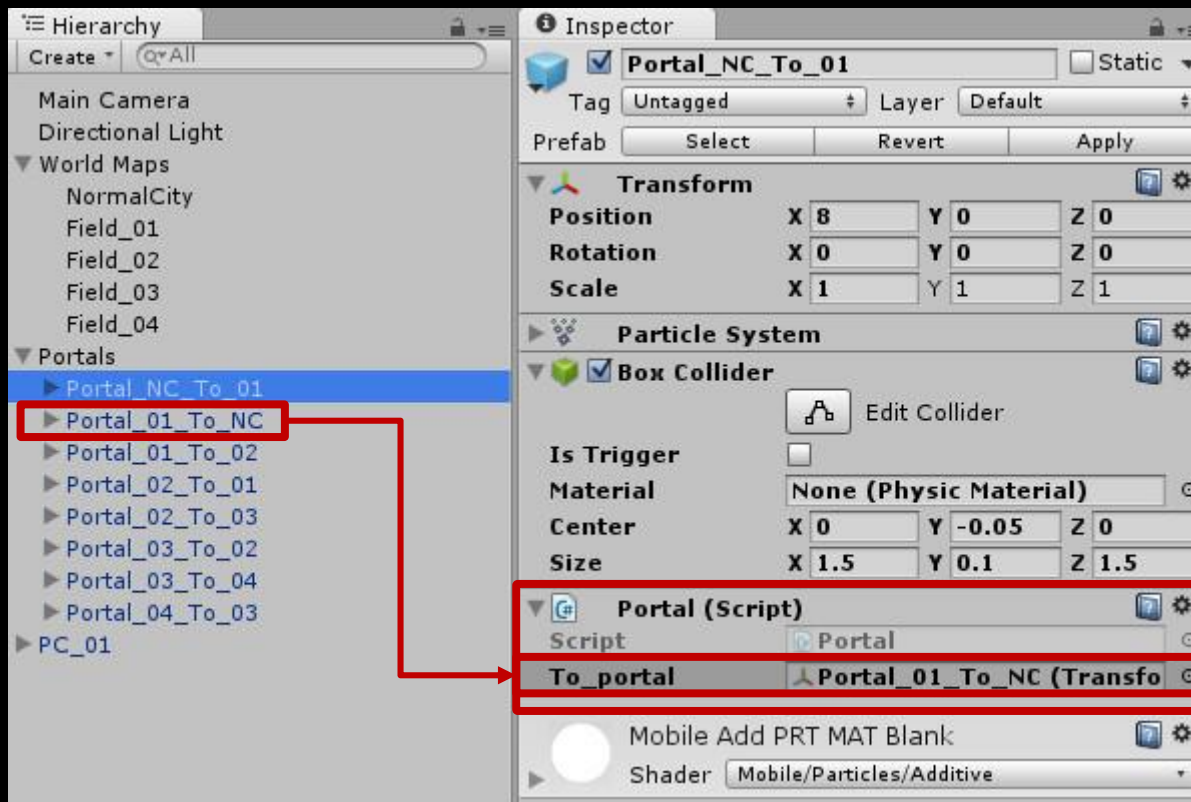 Hierarchy
Create
All
Main Camera
Directional Light
World Maps
NormalCity
Field_01
Field_02
Field_03
Field_04
Portals
Portal_NC_To_01
Portal_01_To_NC
Portal_01_To_02
Portal_02_To_01
Portal_02_To_03
Portal_03_To_02
Portal_03_To_04
Portal_04_To_03
PC_01
Inspector
Portal_NC_To_01 Static
Tag Untagged Layer Default
Prefab Select Revert Apply
Transform
Position X 8 Y 0 Z 0
Rotation X 0 Y 0 Z 0
Scale X 1 Y 1 Z 1
Particle System
Box Collider
Edit Collider
Is Trigger
Material None (Physic Material)
Center X 0 Y -0.05 Z 0
Size X 1.5 Y 0.1 Z 1.5
C# Portal (Script)
Script Portal
To_portal Portal_01_To_NC (Transfo
Mobile Add PRT MAT Blank
Shader Mobile/Particles/Additive